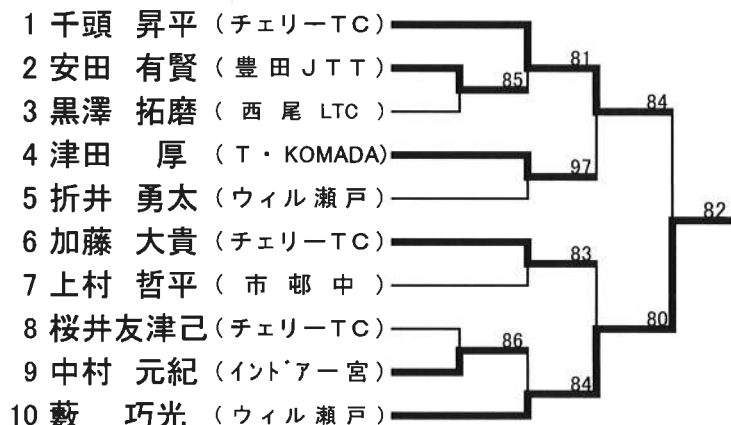 1 千頭 昇平 (チェリーTC)
2 安田 有賢 (豊田JTT)
3 黒澤 拓磨 (西尾LTC)
4 津田 厚 (T・KOMADA)
5 折井 勇太 (ウィル瀬戸)
6 加藤 大貴 (チェリーTC)
7 上村 哲平 (市邨中)
8 桜井友津己 (チェリーTC)
9 中村 元紀 (インドアー宮)
10 藪 巧光 (ウィル瀬戸)
85
81
84
97
82
83
80
86
84